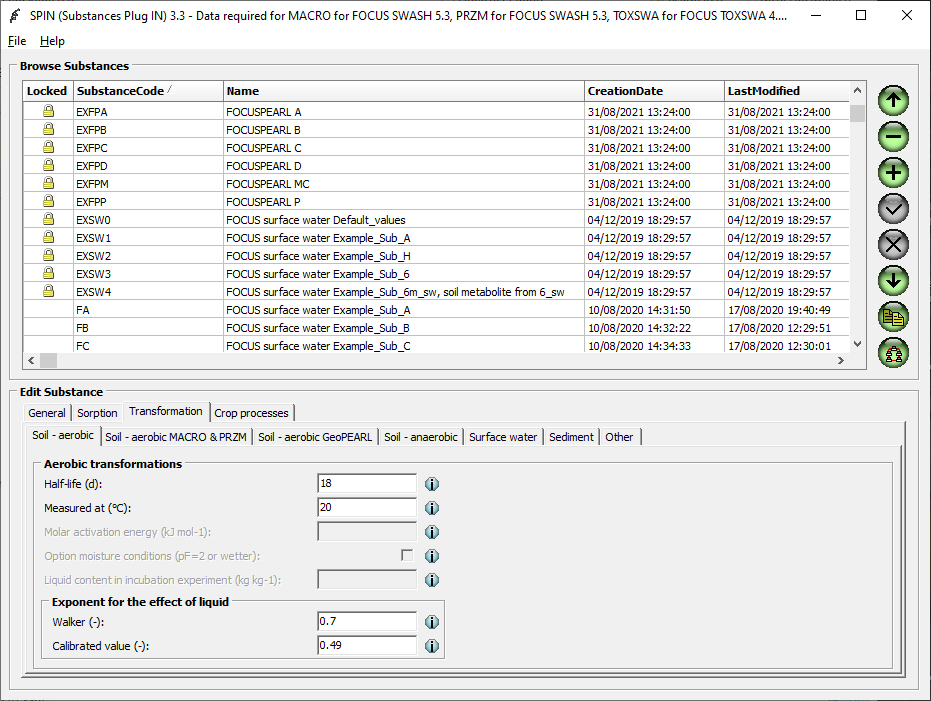 SPIN (Substances Plug IN) 3.3 - Data required for MACRO for FOCUS SWASH 5.3, PRZM for FOCUS SWASH 5.3, TOXSWA for FOCUS TOXSWA 4....
File Help
Browse Substances
Locked SubstanceCode / Name CreationDate LastModified
EXFPA FOCUSPEARL A 31/08/2021 13:24:00 31/08/2021 13:24:00
EXFPB FOCUSPEARL B 31/08/2021 13:24:00 31/08/2021 13:24:00
EXFPC FOCUSPEARL C 31/08/2021 13:24:00 31/08/2021 13:24:00
EXFPD FOCUSPEARL D 31/08/2021 13:24:00 31/08/2021 13:24:00
EXFPM FOCUSPEARL MC 31/08/2021 13:24:00 31/08/2021 13:24:00
EXFPP FOCUSPEARL P 31/08/2021 13:24:00 31/08/2021 13:24:00
EXSW0 FOCUS surface water Default_values 04/12/2019 18:29:57 04/12/2019 18:29:57
EXSW1 FOCUS surface water Example_Sub_A 04/12/2019 18:29:57 04/12/2019 18:29:57
EXSW2 FOCUS surface water Example_Sub_H 04/12/2019 18:29:57 04/12/2019 18:29:57
EXSW3 FOCUS surface water Example_Sub_6 04/12/2019 18:29:57 04/12/2019 18:29:57
EXSW4 FOCUS surface water Example_Sub_6m_sw, soil metabolite from 6_sw 04/12/2019 18:29:57 04/12/2019 18:29:57
FA FOCUS surface water Example_Sub_A 10/08/2020 14:31:50 17/08/2020 19:40:49
FB FOCUS surface water Example_Sub_B 10/08/2020 14:32:22 17/08/2020 12:29:51
FC FOCUS surface water Example_Sub_C 10/08/2020 14:34:33 17/08/2020 12:30:01
Edit Substance
General Sorption Transformation Crop processes
Soil - aerobic Soil - aerobic MACRO & PRZM Soil - aerobic GeoPEARL Soil - anaerobic Surface water Sediment Other
Aerobic transformations
Half-life (d): 18
Measured at (°C): 20
Molar activation energy (kJ mol-1):
Option moisture conditions (pF=2 or wetter):
Liquid content in incubation experiment (kg kg-1):
Exponent for the effect of liquid
Walker (-): 0.7
Calibrated value (-): 0.49